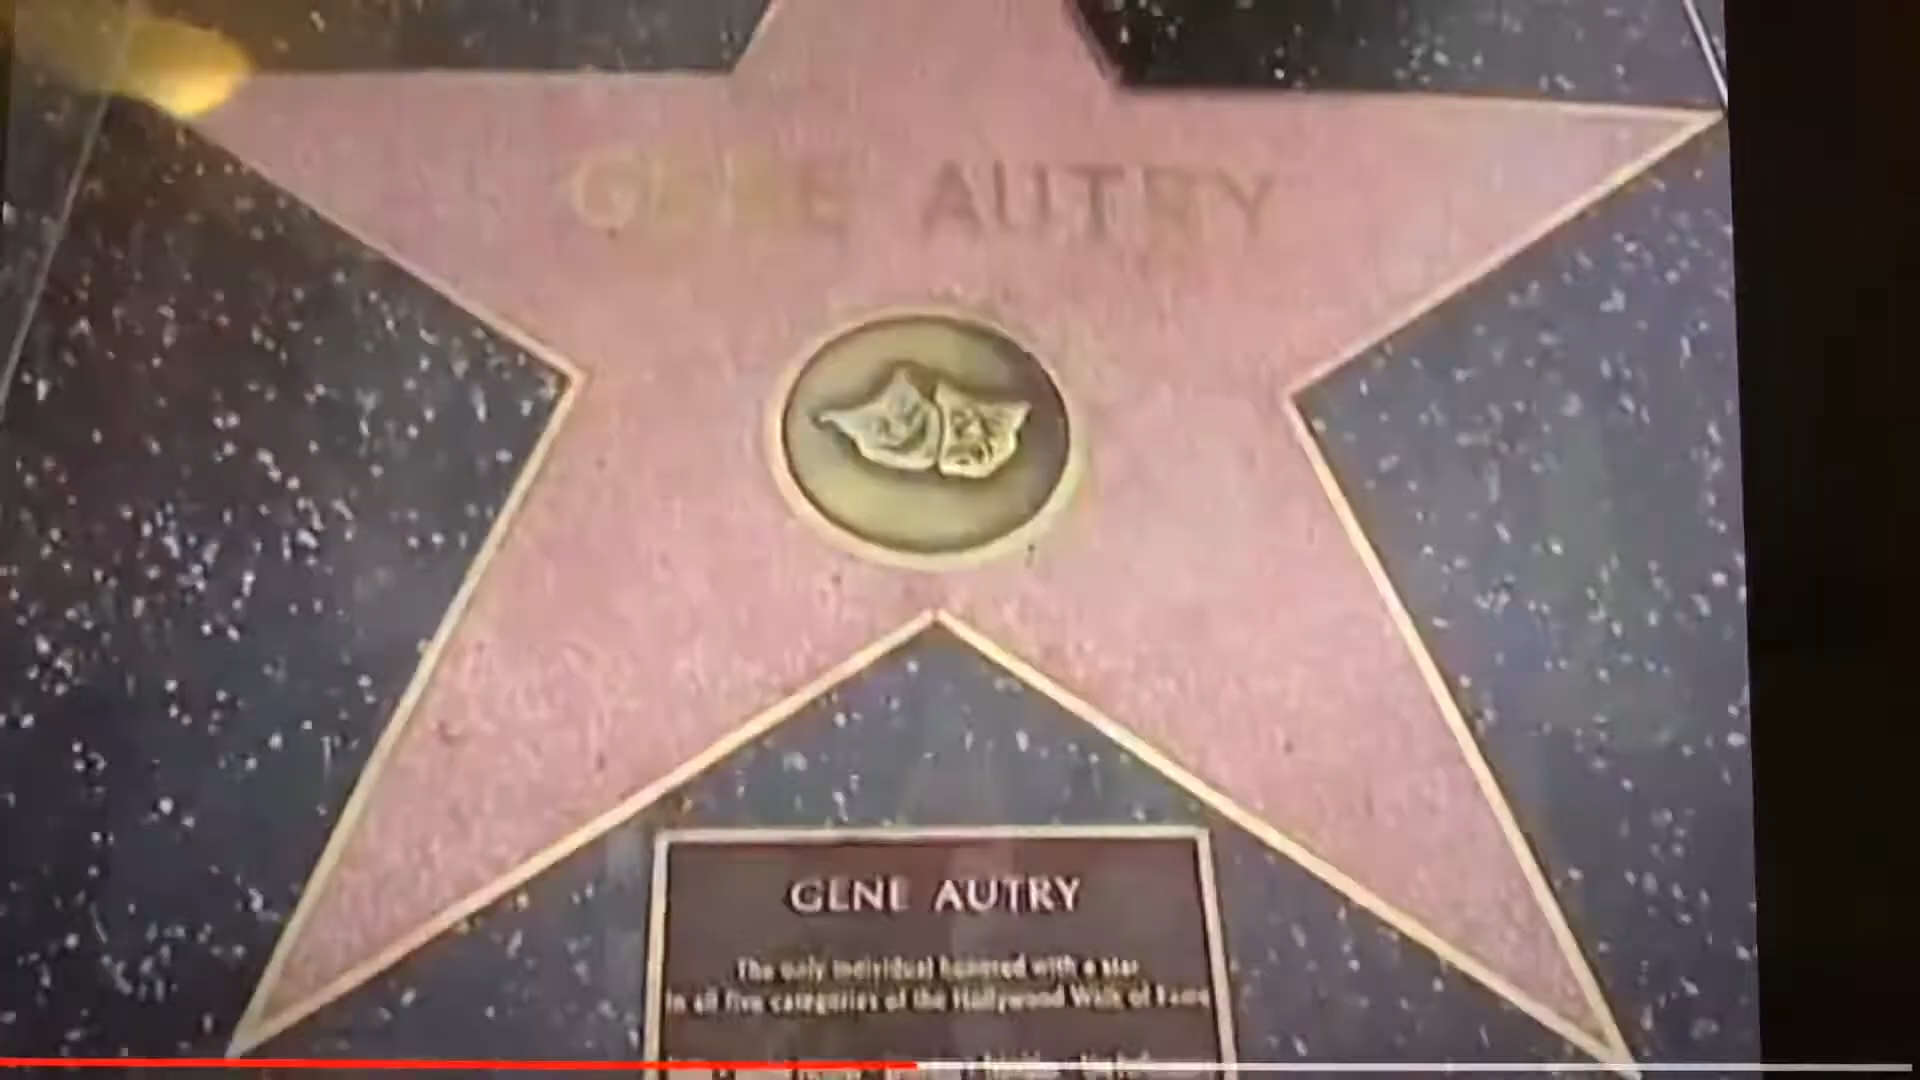 GENE AUTRY
GENE AUTRY
The only individual honored with a star
in all five categories of the Hollywood Walk of Fame